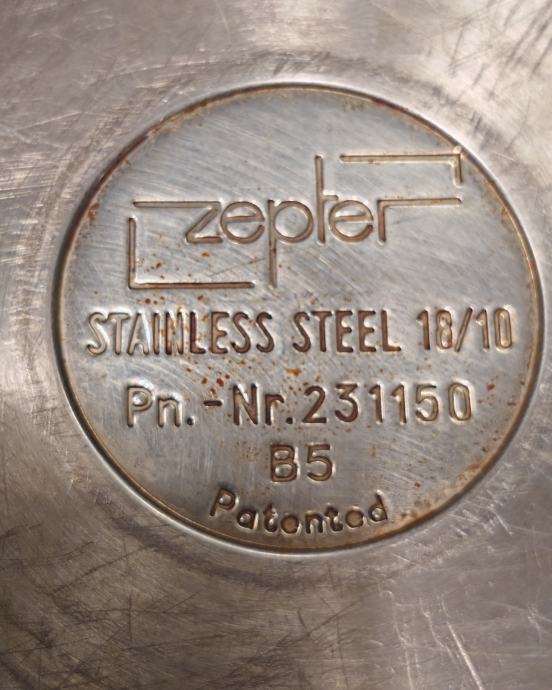 zepter
STAINLESS STEEL 18/10
Pn.-Nr.231150
B5
Patented